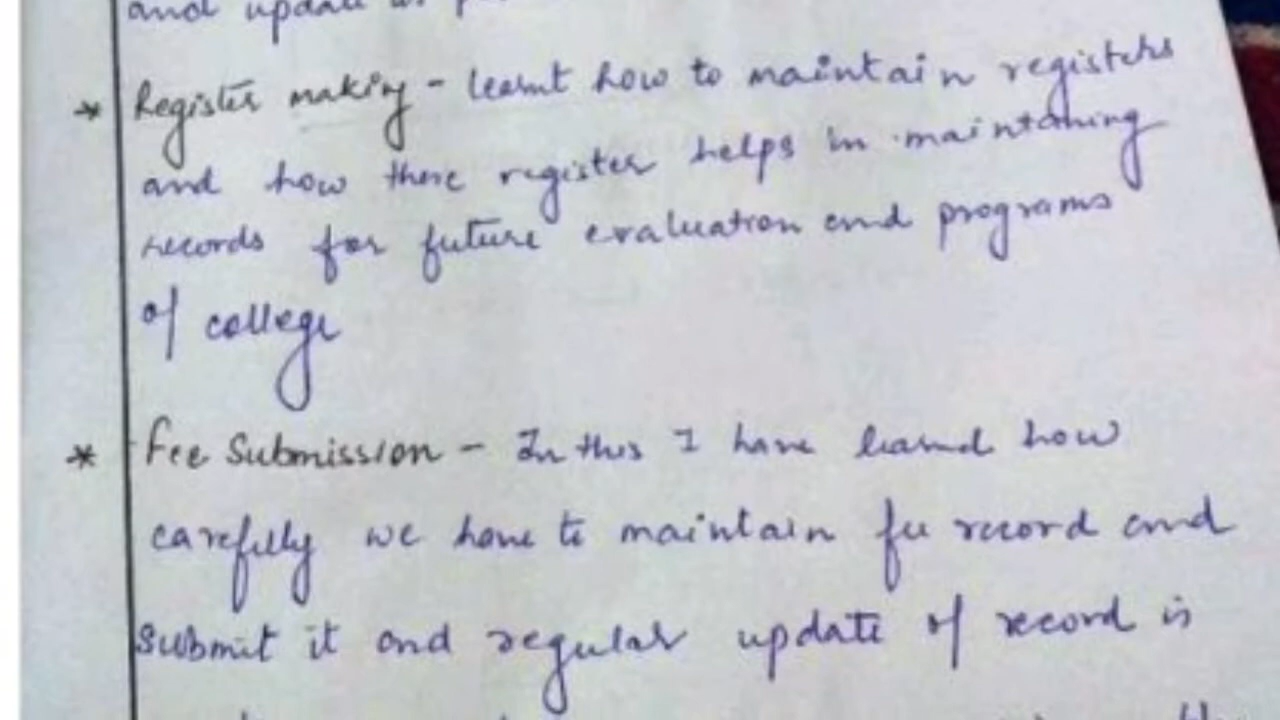 and update
* Register making - learnt how to maintain registers
and how these register helps in maintaining
records for future evaluation and programs
of college
* Fee Submission - In this I have learnd how
carefully we have to maintain fee record and
submit it and regular update of record is